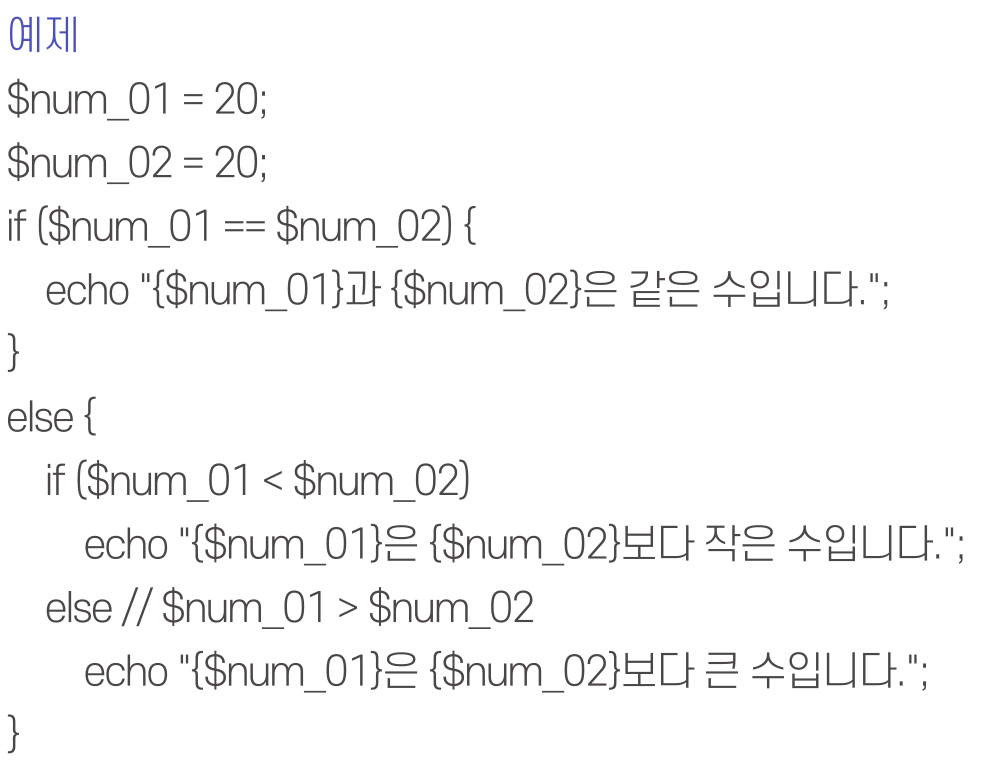 예제
$num_01 = 20;
$num_02 = 20;
if ($num_01 == $num_02) {
    echo "{$num_01}과 {$num_02}은 같은 수입니다.";
}
else {
    if ($num_01 < $num_02)
        echo "{$num_01}은 {$num_02}보다 작은 수입니다.";
    else // $num_01 > $num_02
        echo "{$num_01}은 {$num_02}보다 큰 수입니다.";
}